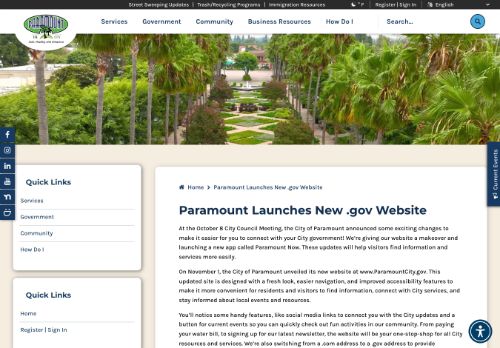 Street Sweeping Updates | Trash/Recycling Programs | Immigration Resources
°F | Register | Sign In | English
PARAMOUNT
Services Government Community Business Resources How Do I Search...
Current Events
Quick Links
Services
Government
Community
How Do I
Quick Links
Home
Register | Sign In
Home > Paramount Launches New .gov Website
Paramount Launches New .gov Website
At the October 8 City Council Meeting, the City of Paramount announced some exciting changes to
make it easier for you to connect with your City government! We're giving our website a makeover and
launching a new app called Paramount Now. These updates will help visitors find information and
services more easily.
On November 1, the City of Paramount unveiled its new website at www.ParamountCity.gov. This
updated site is designed with a fresh look, easier navigation, and improved accessibility features to
make it more convenient for residents and visitors to find information, connect with City services, and
stay informed about local events and resources.
You'll notice some handy features, like social media links to connect you with the City updates and a
button for current events so you can quickly check out fun activities in our community. From paying
your water bill, to signing up for our latest newsletter, the website will be your one-stop-shop for all City
resources and services. We're also switching from a .com address to a .gov address to provide